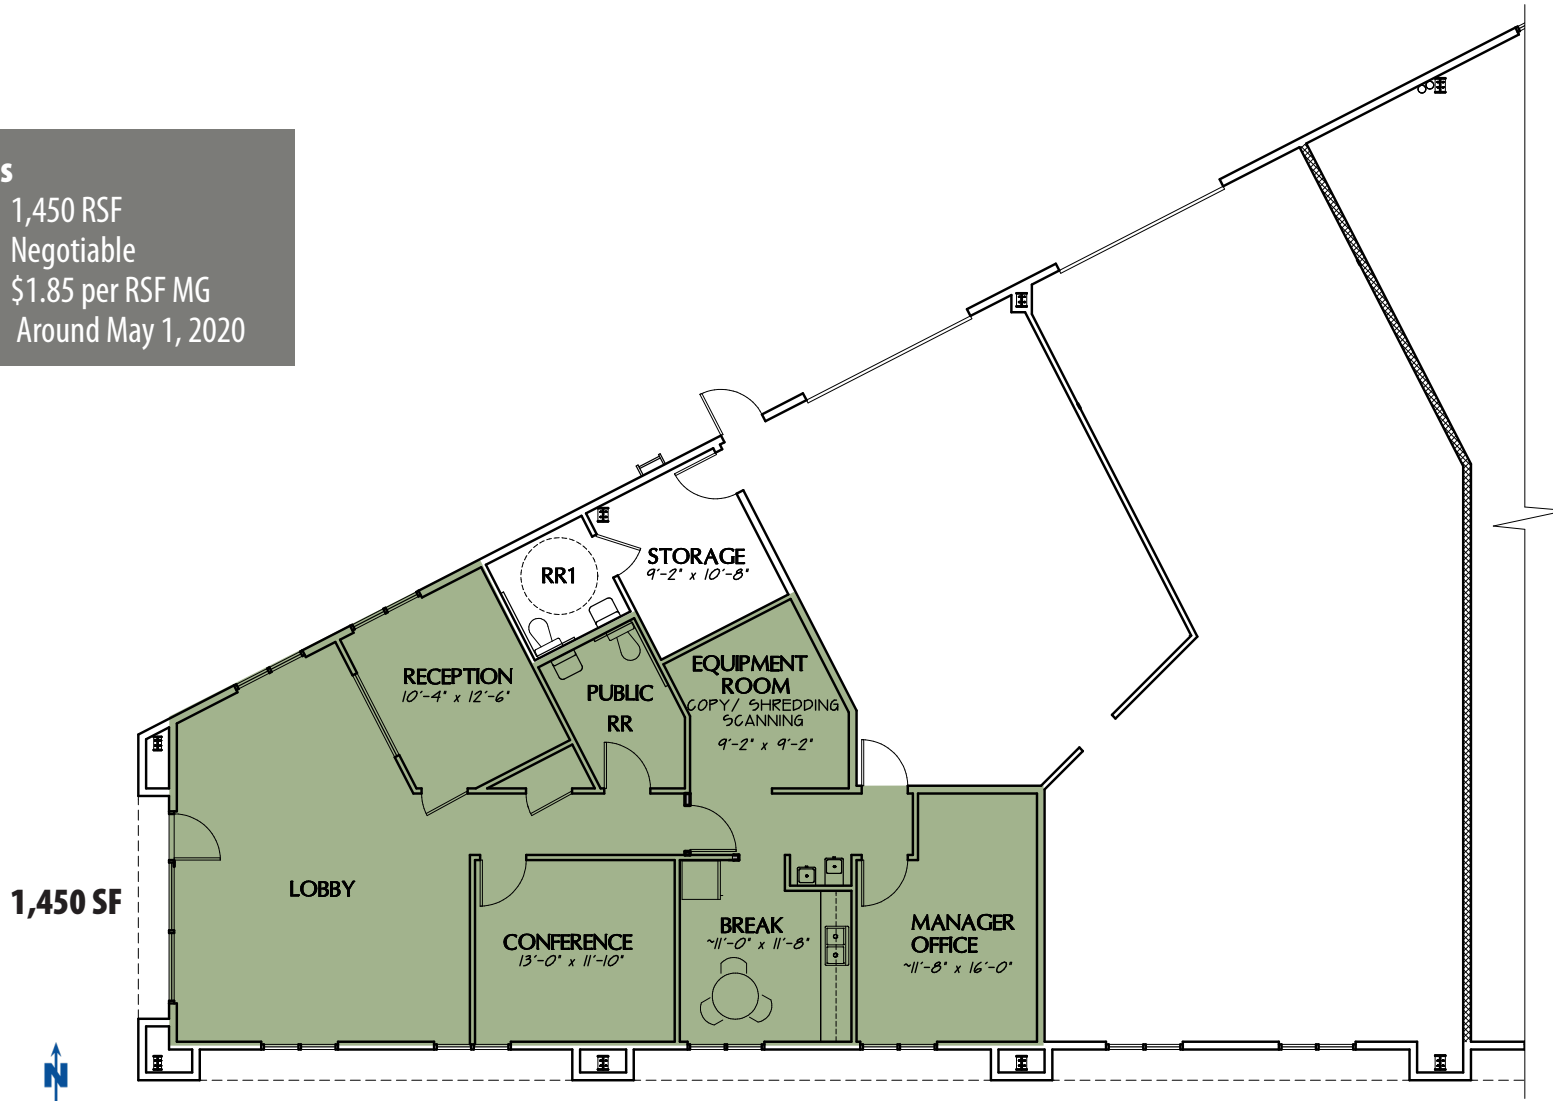 s
1,450 RSF
Negotiable
$1.85 per RSF MG
Around May 1, 2020
STORAGE
9'-2" x 10'-8"
RR1
RECEPTION
10'-4" x 12'-6"
PUBLIC
RR
EQUIPMENT
ROOM
COPY/ SHREDDING
SCANNING
9'-2" x 9'-2"
LOBBY
1,450 SF
CONFERENCE
13'-0" x 11'-10"
BREAK
~11'-0" x 11'-8"
MANAGER
OFFICE
~11'-8" x 16'-0"
N